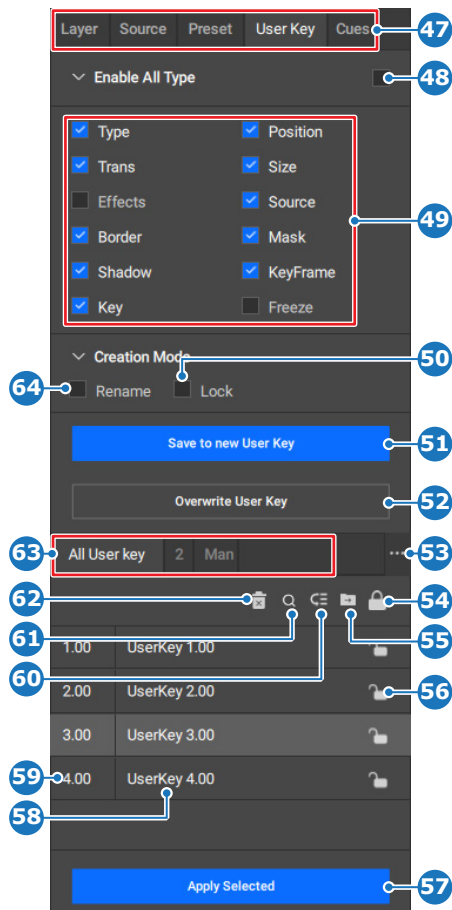 Layer Source Preset User Key Cues 47
Enable All Type 48
Type Position
Trans Size
Effects Source 49
Border Mask
Shadow KeyFrame
Key Freeze
Creation Mode 50
64 Rename Lock
Save to new User Key 51
Overwrite User Key 52
63 All User key 2 Man 53
62 54
61 55
1.00 UserKey 1.00
60
2.00 UserKey 2.00 56
3.00 UserKey 3.00
59 4.00 UserKey 4.00
58
Apply Selected 57